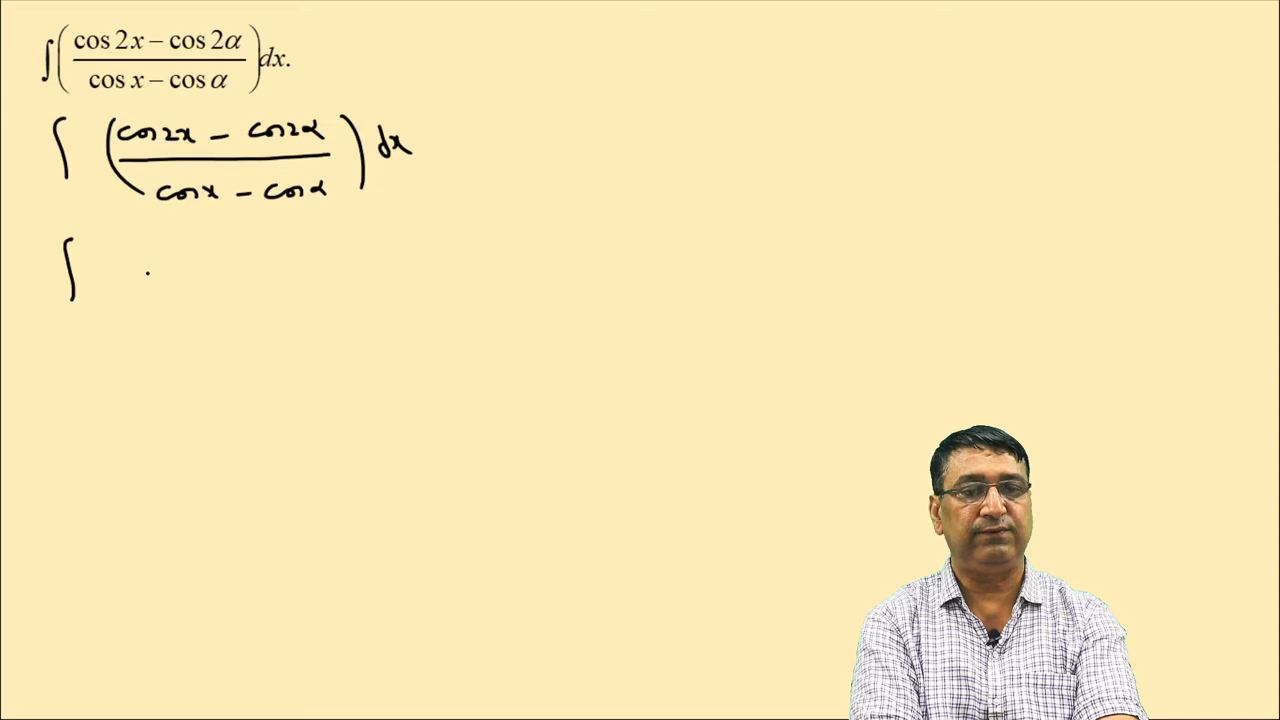 ∫ ( (cos 2x − cos 2α) / (cos x − cos α) ) dx.
∫ ( (cos2x − cos2α) / (cosx − cosα) ) dx
∫